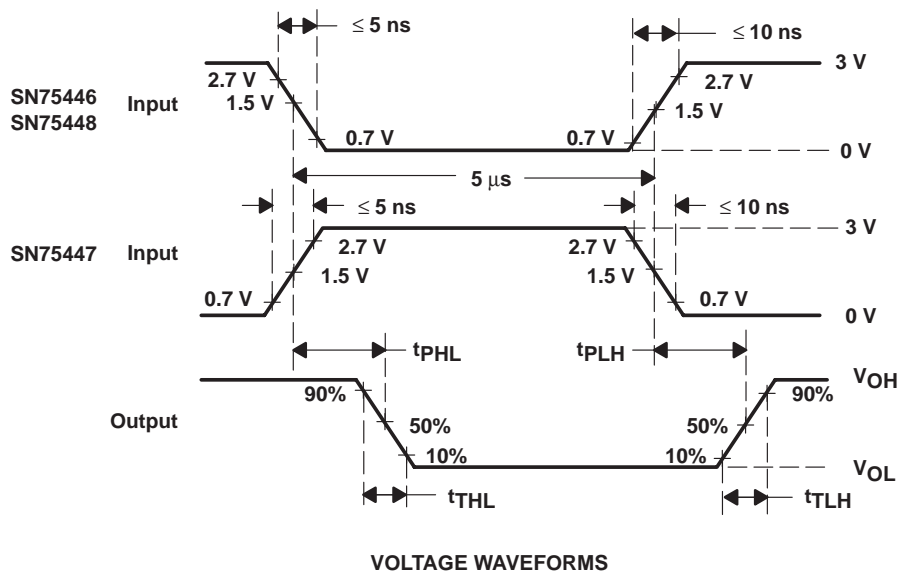 ≤ 5 ns
≤ 10 ns
3 V
2.7 V
2.7 V
SN75446
SN75448
Input
1.5 V
1.5 V
0.7 V
0.7 V
0 V
5 μs
≤ 5 ns
≤ 10 ns
3 V
SN75447
Input
2.7 V
2.7 V
1.5 V
1.5 V
0.7 V
0.7 V
0 V
tPHL
tPLH
VOH
90%
90%
Output
50%
50%
10%
10%
VOL
tTHL
tTLH
VOLTAGE WAVEFORMS